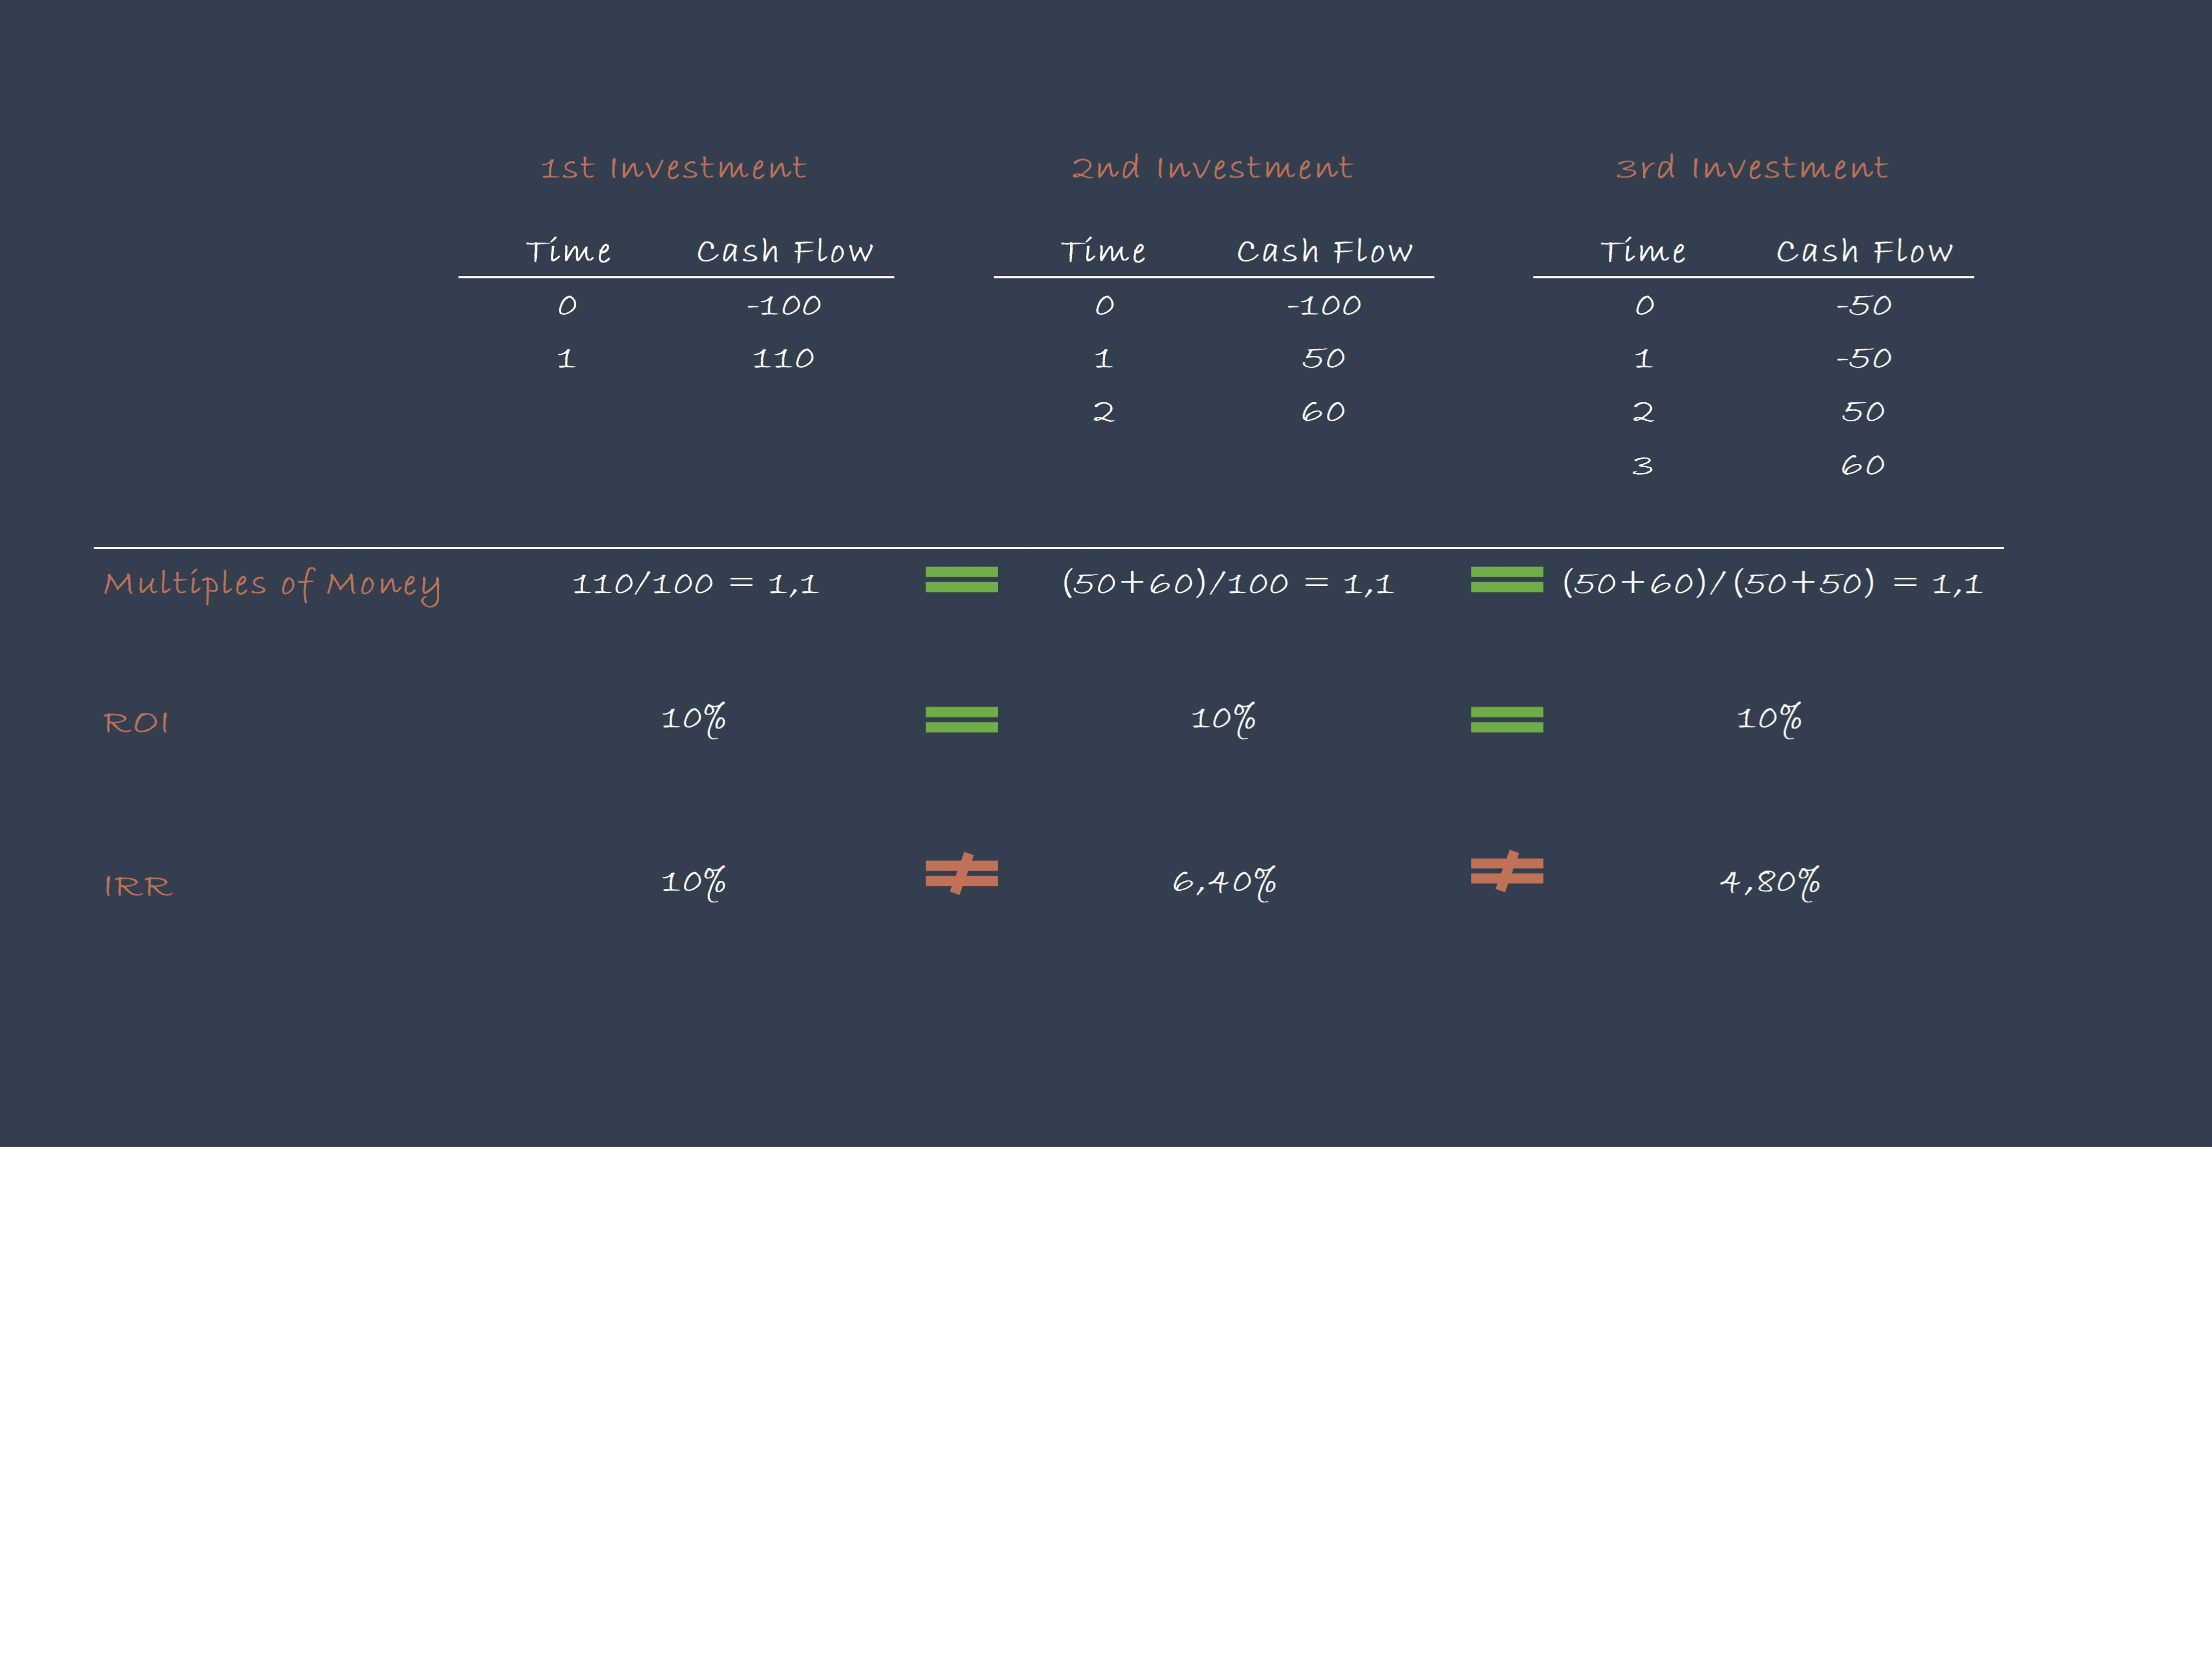 1st Investment 2nd Investment 3rd Investment
Time Cash Flow Time Cash Flow Time Cash Flow
0 -100 0 -100 0 -50
1 110 1 50 1 -50
2 60 2 50
3 60
Multiples of Money 110/100 = 1,1 = (50+60)/100 = 1,1 = (50+60)/(50+50) = 1,1
ROI 10% = 10% = 10%
IRR 10% ≠ 6,40% ≠ 4,80%